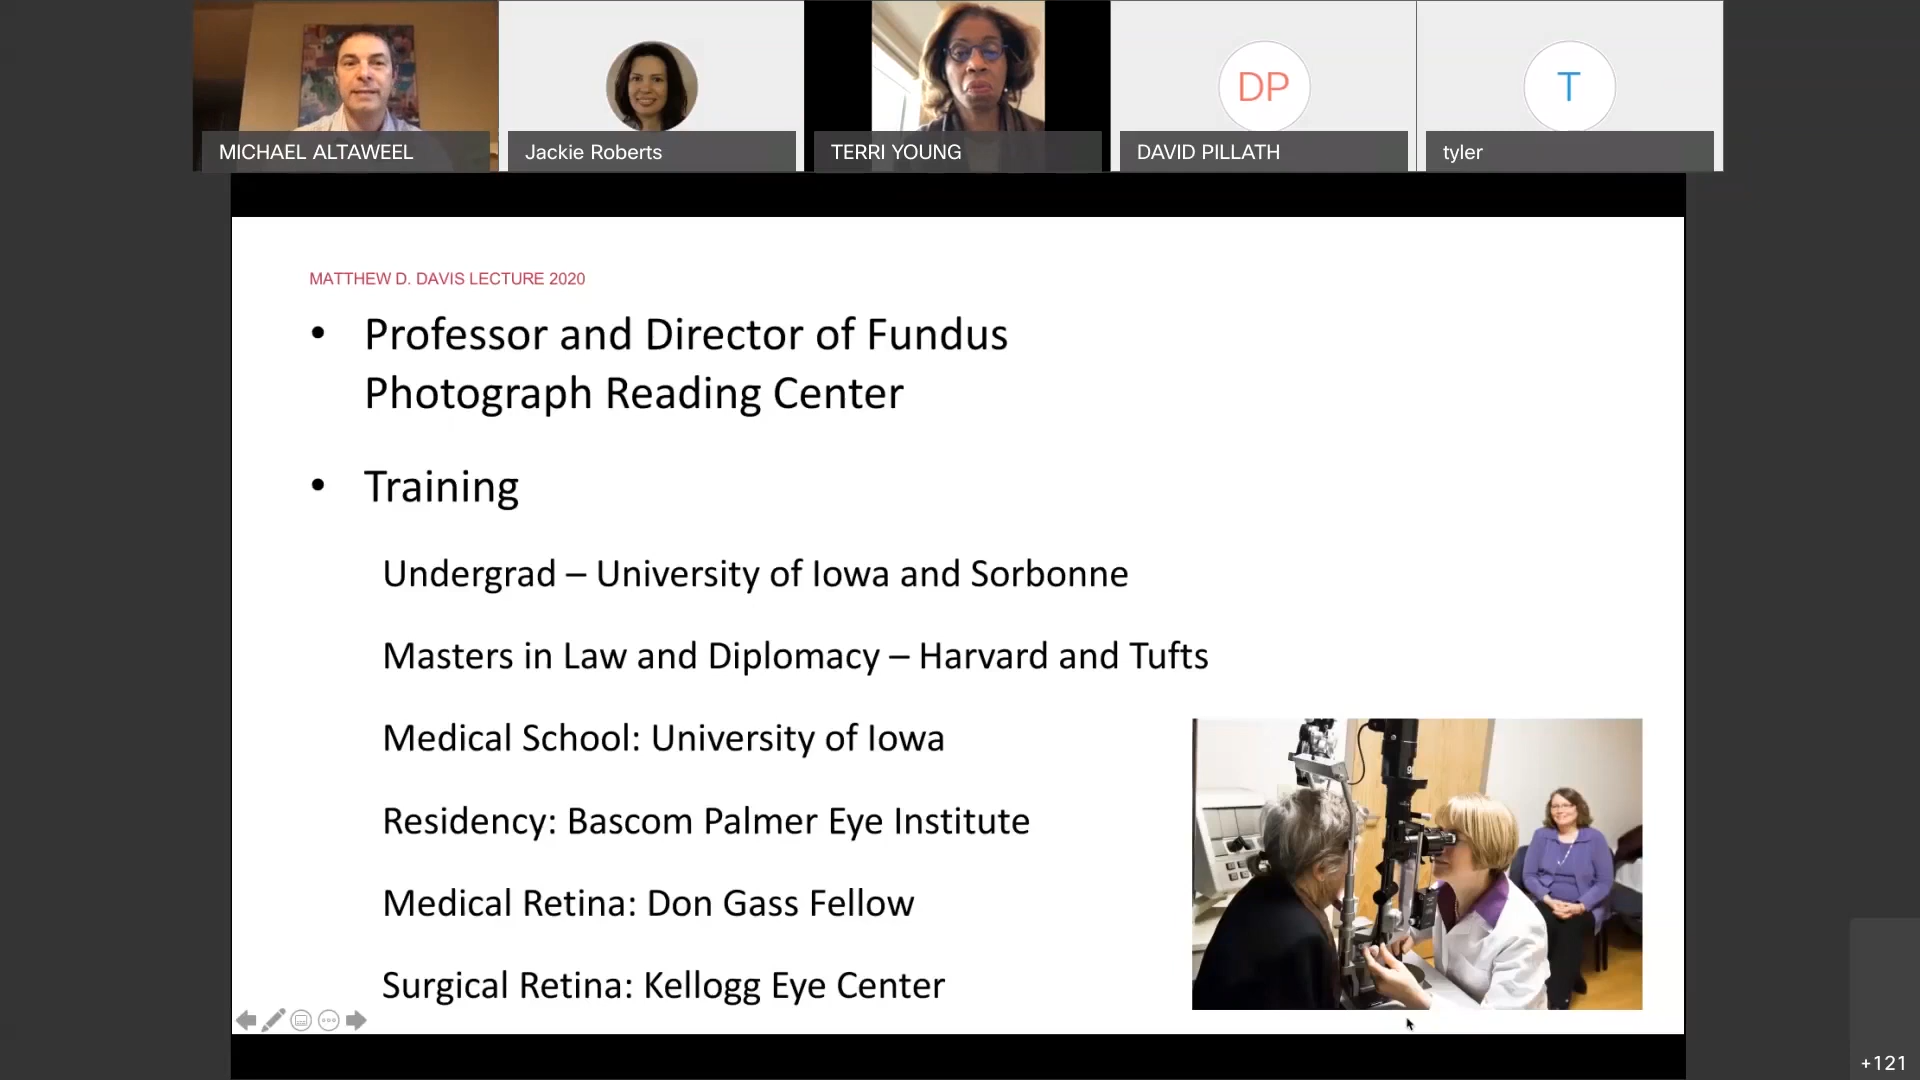 MICHAEL ALTAWEEL
Jackie Roberts
TERRI YOUNG
DP
DAVID PILLATH
T
tyler
MATTHEW D. DAVIS LECTURE 2020
• Professor and Director of Fundus
Photograph Reading Center
• Training
Undergrad – University of Iowa and Sorbonne
Masters in Law and Diplomacy – Harvard and Tufts
Medical School: University of Iowa
Residency: Bascom Palmer Eye Institute
Medical Retina: Don Gass Fellow
Surgical Retina: Kellogg Eye Center
+121